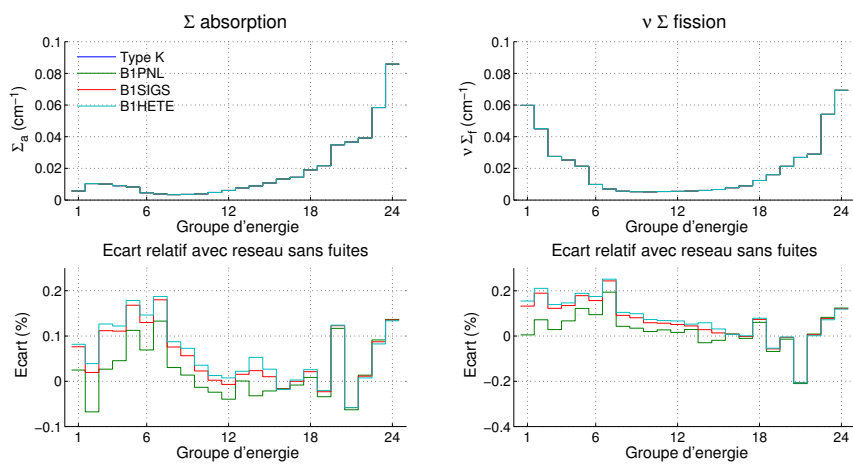 Σ absorption
0.1
0.08
0.06
0.04
0.02
0
Σa (cm−1)
Type K
B1PNL
B1SIGS
B1HETE
1
6
12
18
24
Groupe d'energie
ν Σ fission
0.1
0.08
0.06
0.04
0.02
0
ν Σf (cm−1)
1
6
12
18
24
Groupe d'energie
Ecart relatif avec reseau sans fuites
0.2
0.1
0
−0.1
Ecart (%)
1
6
12
18
24
Groupe d'energie
Ecart relatif avec reseau sans fuites
0.2
0
−0.2
−0.4
Ecart (%)
1
6
12
18
24
Groupe d'energie